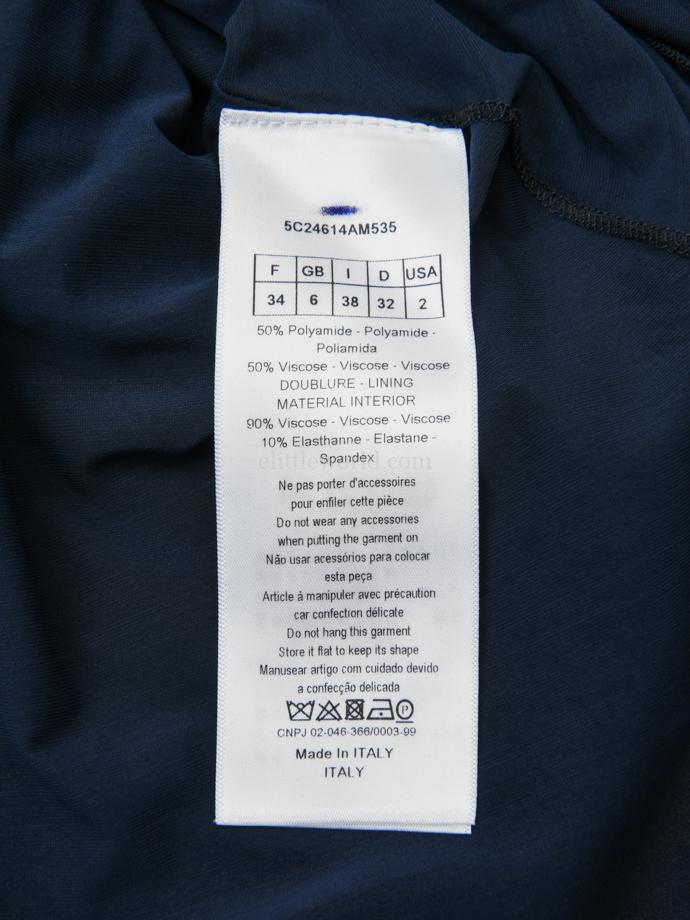 5C24614AM535
F GB I D USA
34 6 38 32 2
50% Polyamide - Polyamide -
Poliamida
50% Viscose - Viscose - Viscose
DOUBLURE - LINING
MATERIAL INTERIOR
90% Viscose - Viscose - Viscose
10% Elasthanne - Elastane -
Spandex
elittleworld.com
Ne pas porter d'accessoires
pour enfiler cette pièce
Do not wear any accessories
when putting the garment on
Não usar acessórios para colocar
esta peça
Article à manipuler avec précaution
car confection délicate
Do not hang this garment
Store it flat to keep its shape
Manusear artigo com cuidado devido
a confecção delicada
P
CNPJ 02-046-366/0003-99
Made In ITALY
ITALY